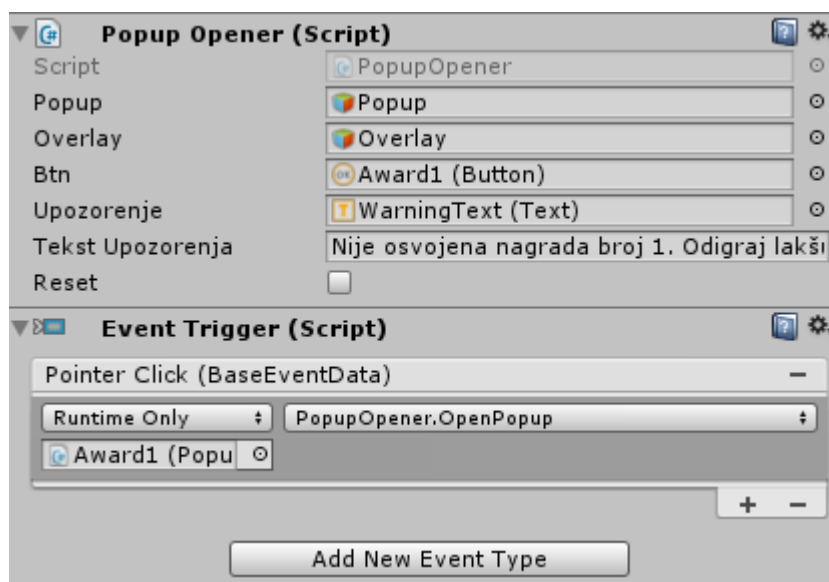 Popup Opener (Script)
Script PopupOpener
Popup Popup
Overlay Overlay
Btn Award1 (Button)
Upozorenje WarningText (Text)
Tekst Upozorenja Nije osvojena nagrada broj 1. Odigraj
Reset
Event Trigger (Script)
Pointer Click (BaseEventData)
Runtime Only PopupOpener.OpenPopup
Award1 (Popu
Add New Event Type